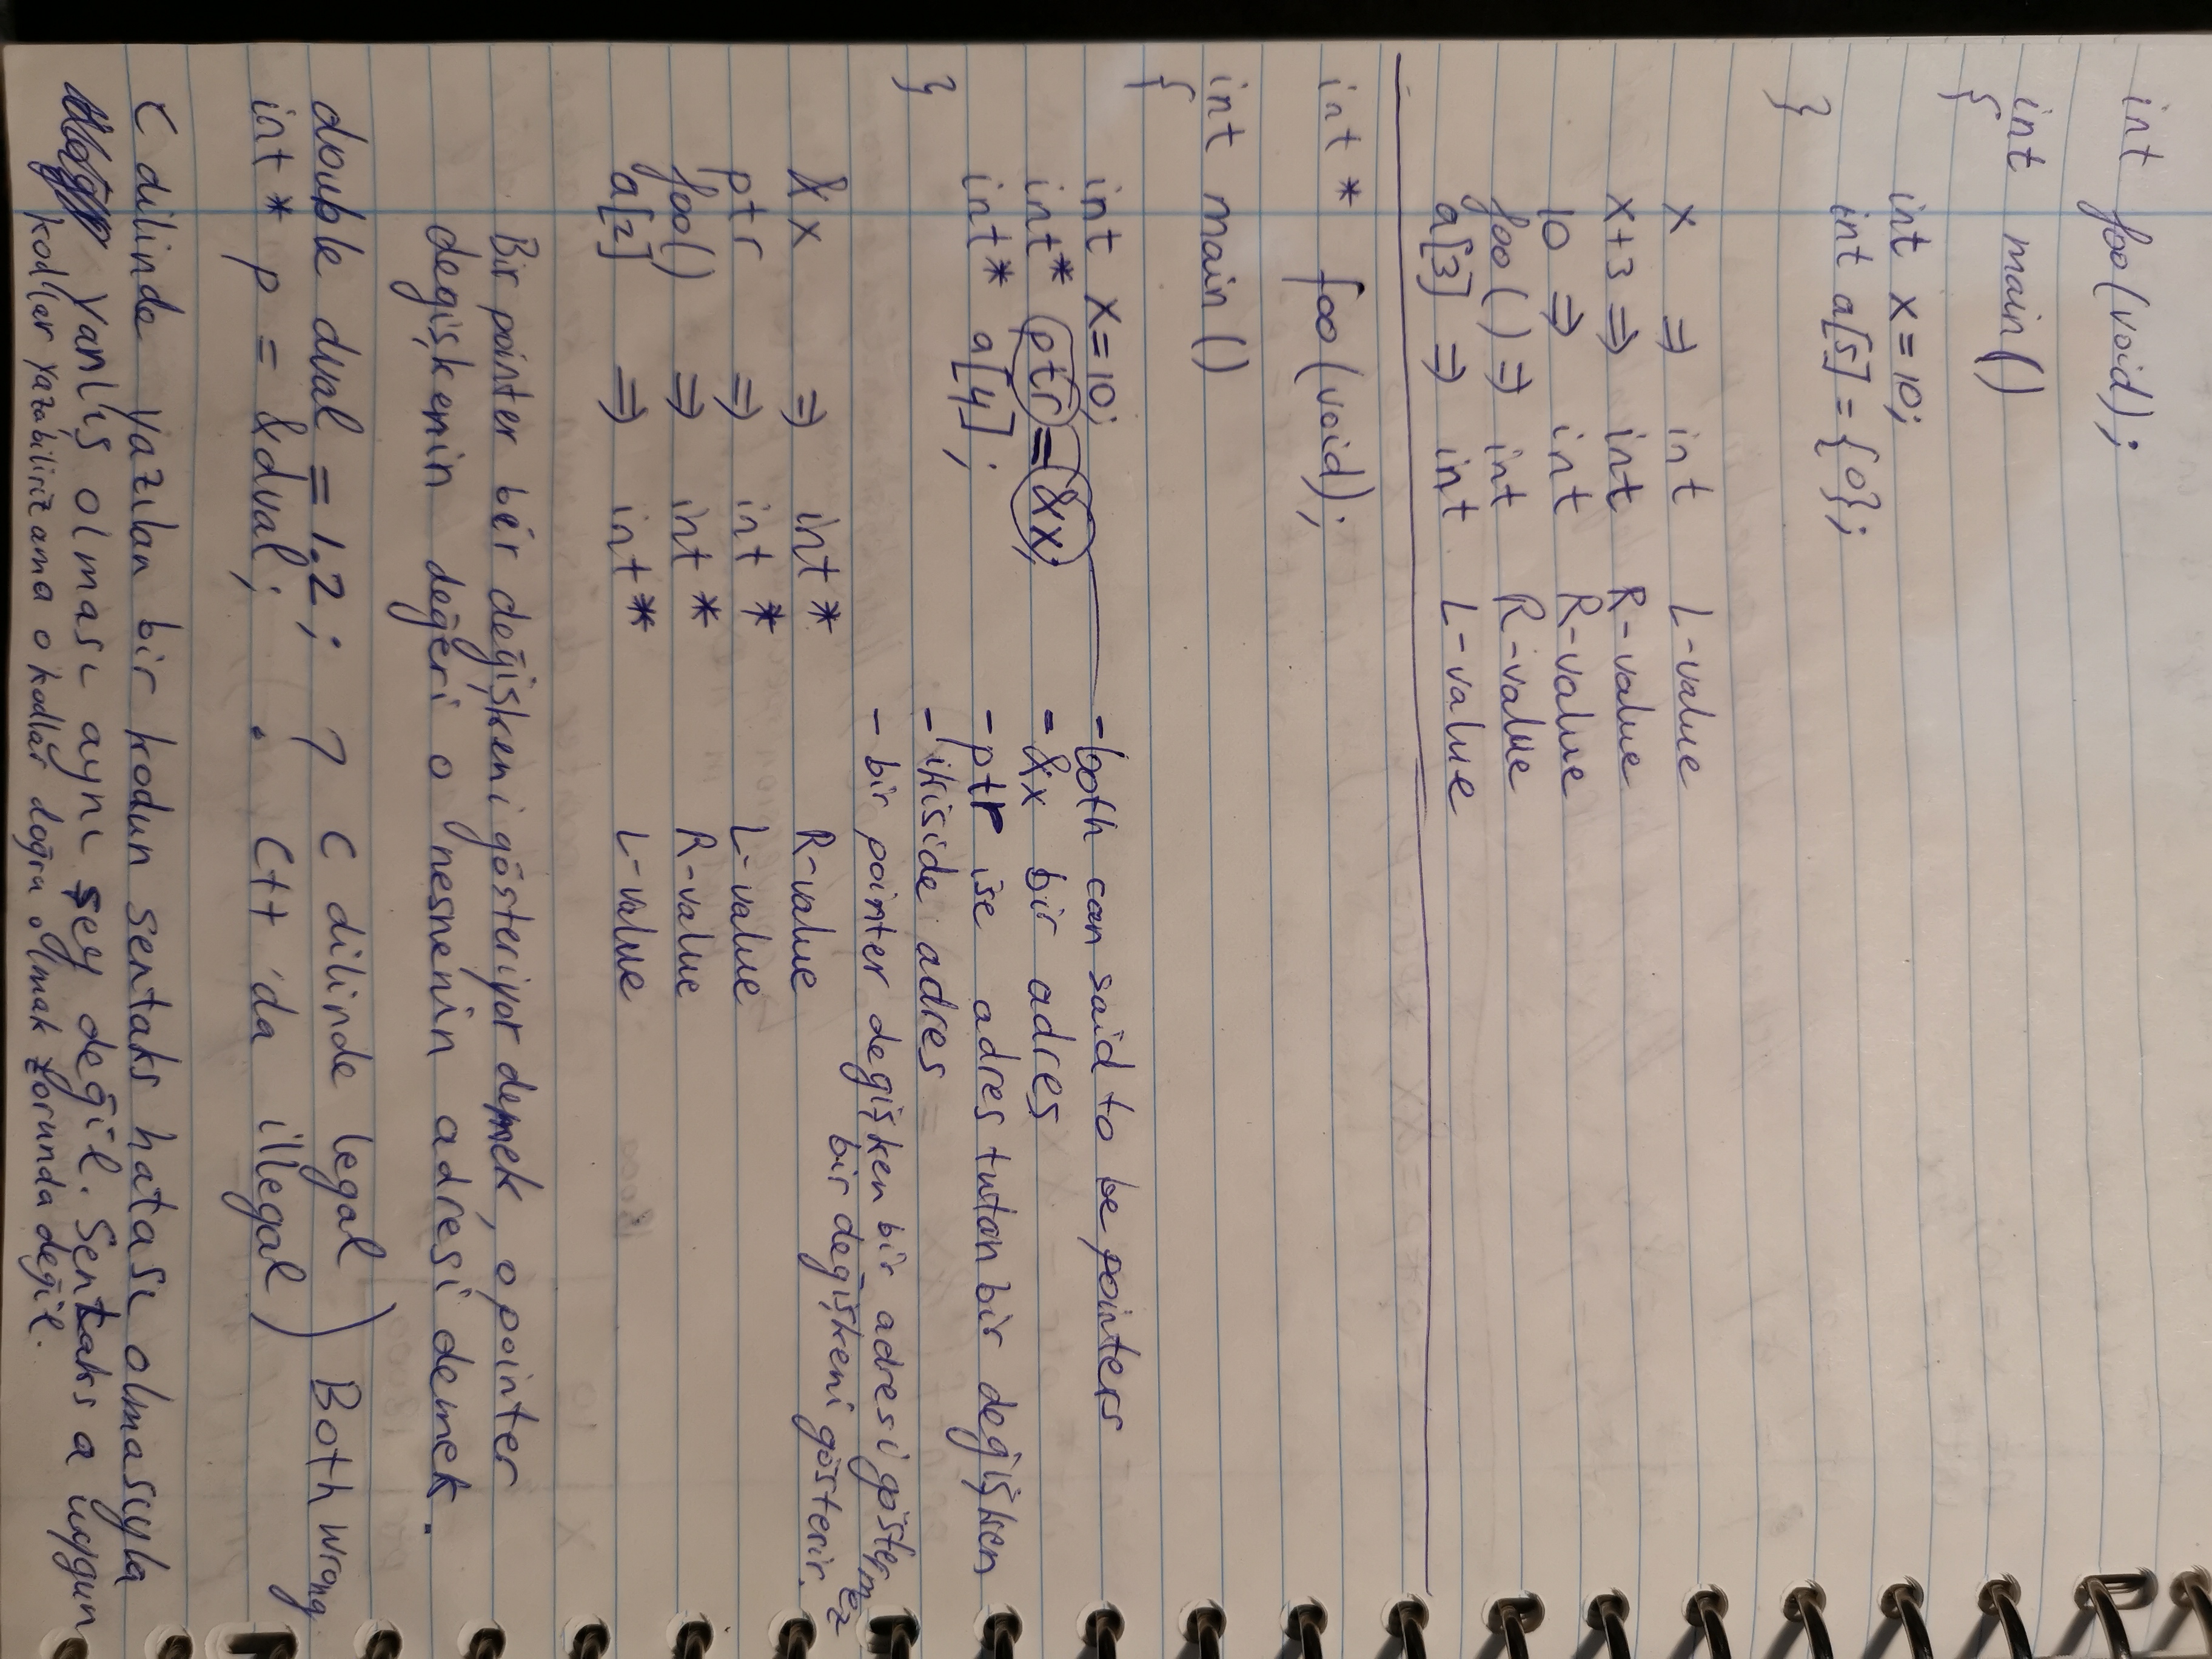 int foo(void);
int main()
{
int x=10;
int a[5]={0};
}
x ⇒ int L-value
x+3 ⇒ int R-value
10 ⇒ int R-value
foo() ⇒ int R-value
a[3] ⇒ int L-value
int * foo(void);
int main()
{
int x=10;
int* ptr=&x;
int* a[4];
}
-both can said to be pointers
-&x bir adres
-ptr ise adres tutan bir değişken
- ikiside adres
- bir pointer degişken bir adresi göstermez
bir değişkeni gösterir.
&x ⇒ int * R-value
ptr ⇒ int * L-value
foo() ⇒ int * R-value
a[2] ⇒ int * L-value
Bir pointer bir değişkeni gösteriyor demek, o pointer
degişkenin değeri o nesnenin adresi demek.
double dval = 1.2; ? C dilinde legal
int * p = &dval; C++ 'da illegal
) Both wrong
C dilinde yazılan bir kodun sentaks hatası olmasıyla
yanlış olması aynı şey değil. Sentaks a uygun
kodlar yazabiliriz ama o kodlar doğru olmak zorunda değil.